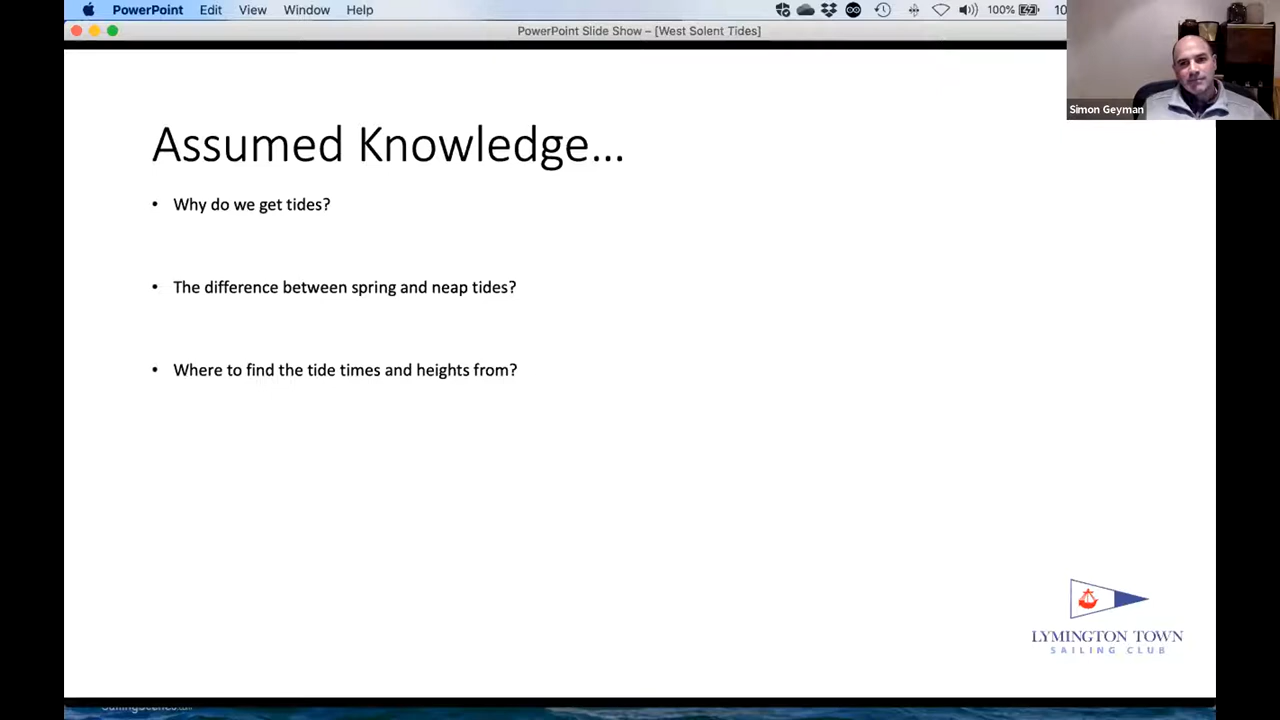 PowerPoint Edit View Window Help 100%
PowerPoint Slide Show – [West Solent Tides]
Simon Geyman
Assumed Knowledge...
• Why do we get tides?
• The difference between spring and neap tides?
• Where to find the tide times and heights from?
LYMINGTON TOWN
SAILING CLUB